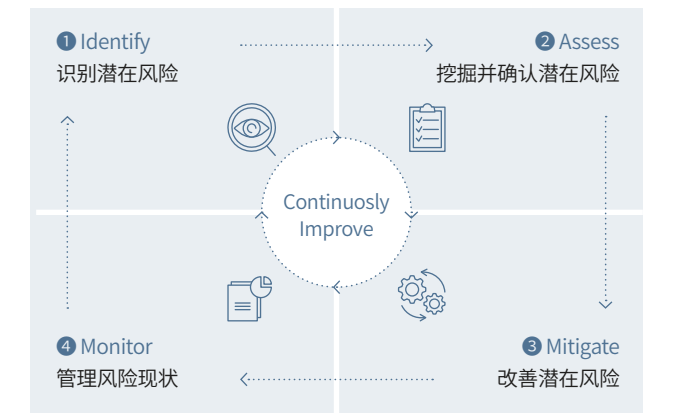 ❶ Identify
识别潜在风险
❷ Assess
挖掘并确认潜在风险
Continuosly
Improve
❹ Monitor
管理风险现状
❸ Mitigate
改善潜在风险